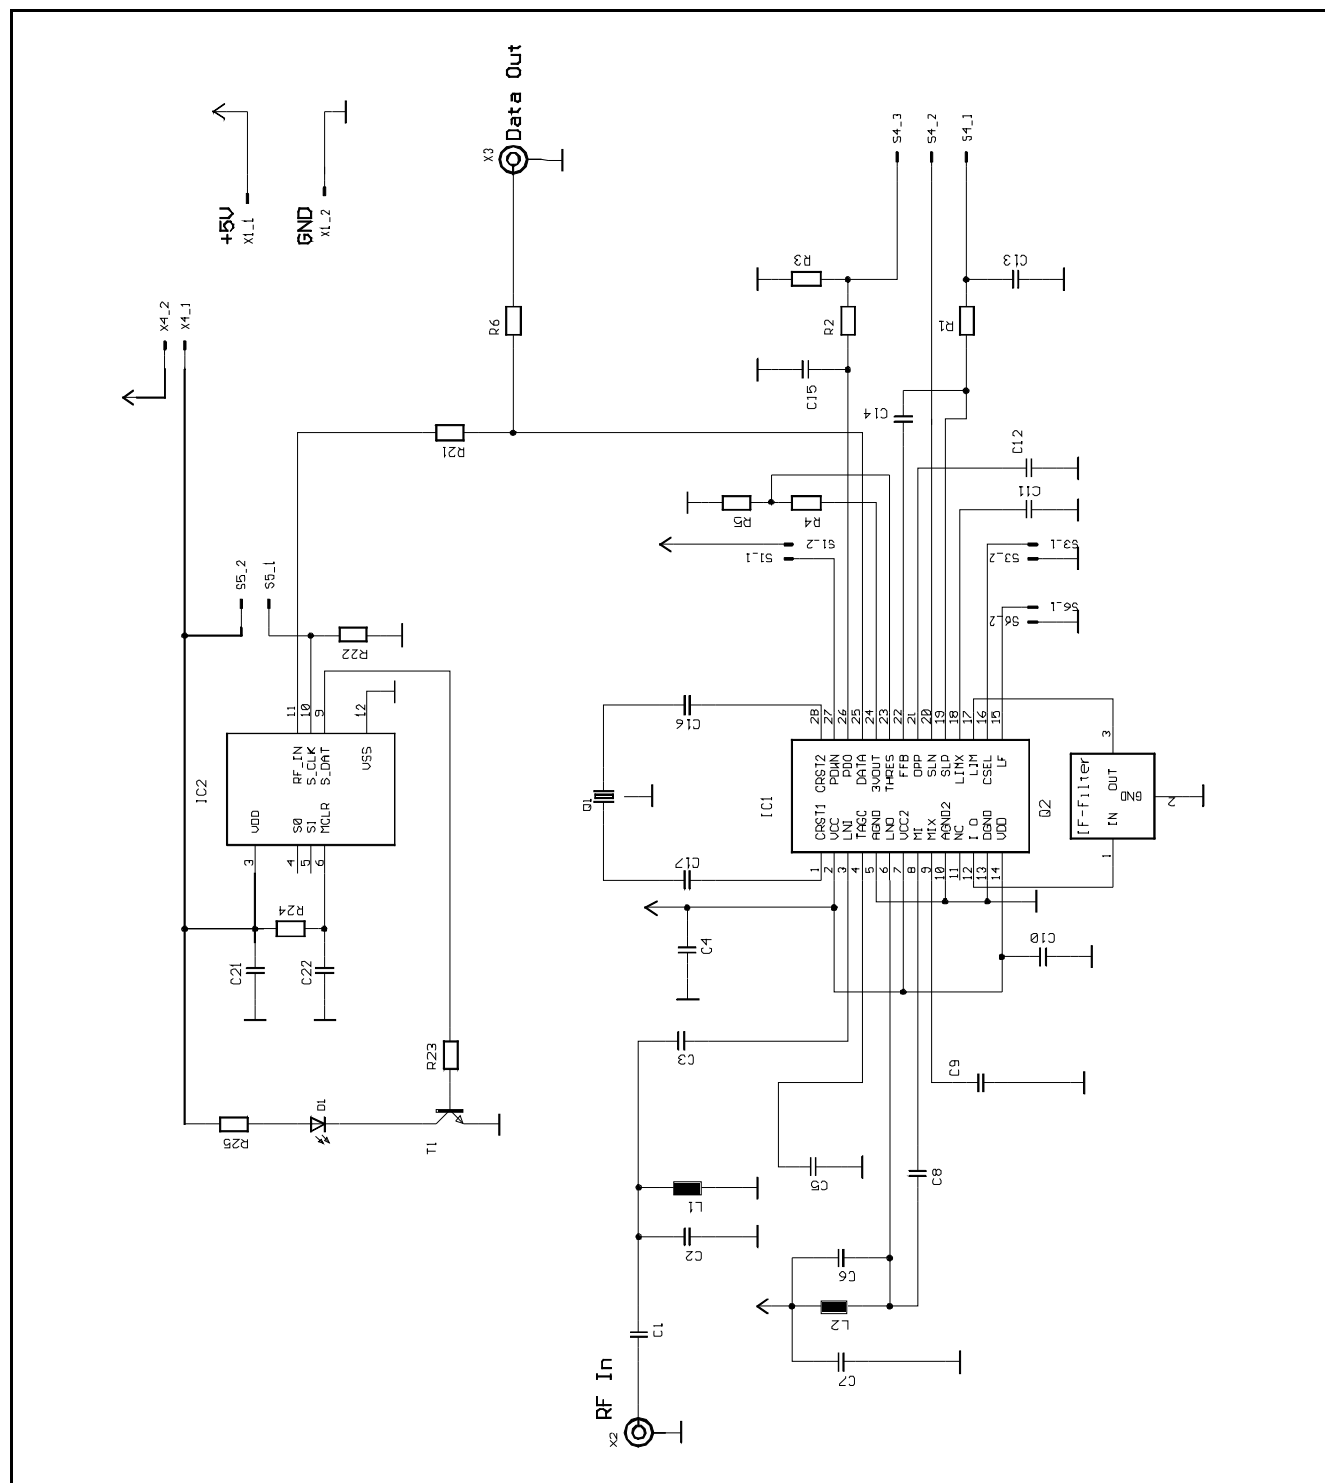 +5V
X1_1
GND
X1_2
X3
Data Out
X4_2
X4_1
S4_3
S4_2
S4_1
R3
C13
R6
R2
R1
C15
C14
R21
C12
C11
R5
R4
S1_2
S1_1
S3_1
S3_2
S6_1
S6_2
S5_2
S5_1
R22
C16
Q1
C17
IC2
11
10
9
12
RF_IN
S_CLK
S_DAT
VSS
VDD
S0
S1
MCLR
3
4
5
6
R24
C21
C22
R23
R25
D1
T1
IC1
28
27
26
25
24
23
22
21
20
19
18
17
16
15
CRST2
PDWN
PDO
DATA
3VOUT
THRES
FFB
OPP
SLN
SLP
LIMX
LIM
CSEL
LF
CRST1
VCC
LNI
TAGC
AGND
LNO
VCC2
MI
MIX
AGND2
NC
I O
DGND
VDD
1
2
3
4
5
6
7
8
9
10
11
12
13
14
Q2
IF-Filter
IN
OUT
GND
1
3
2
C4
C10
C3
C9
C5
C8
L1
C2
C6
L2
C7
C1
RF In
X2